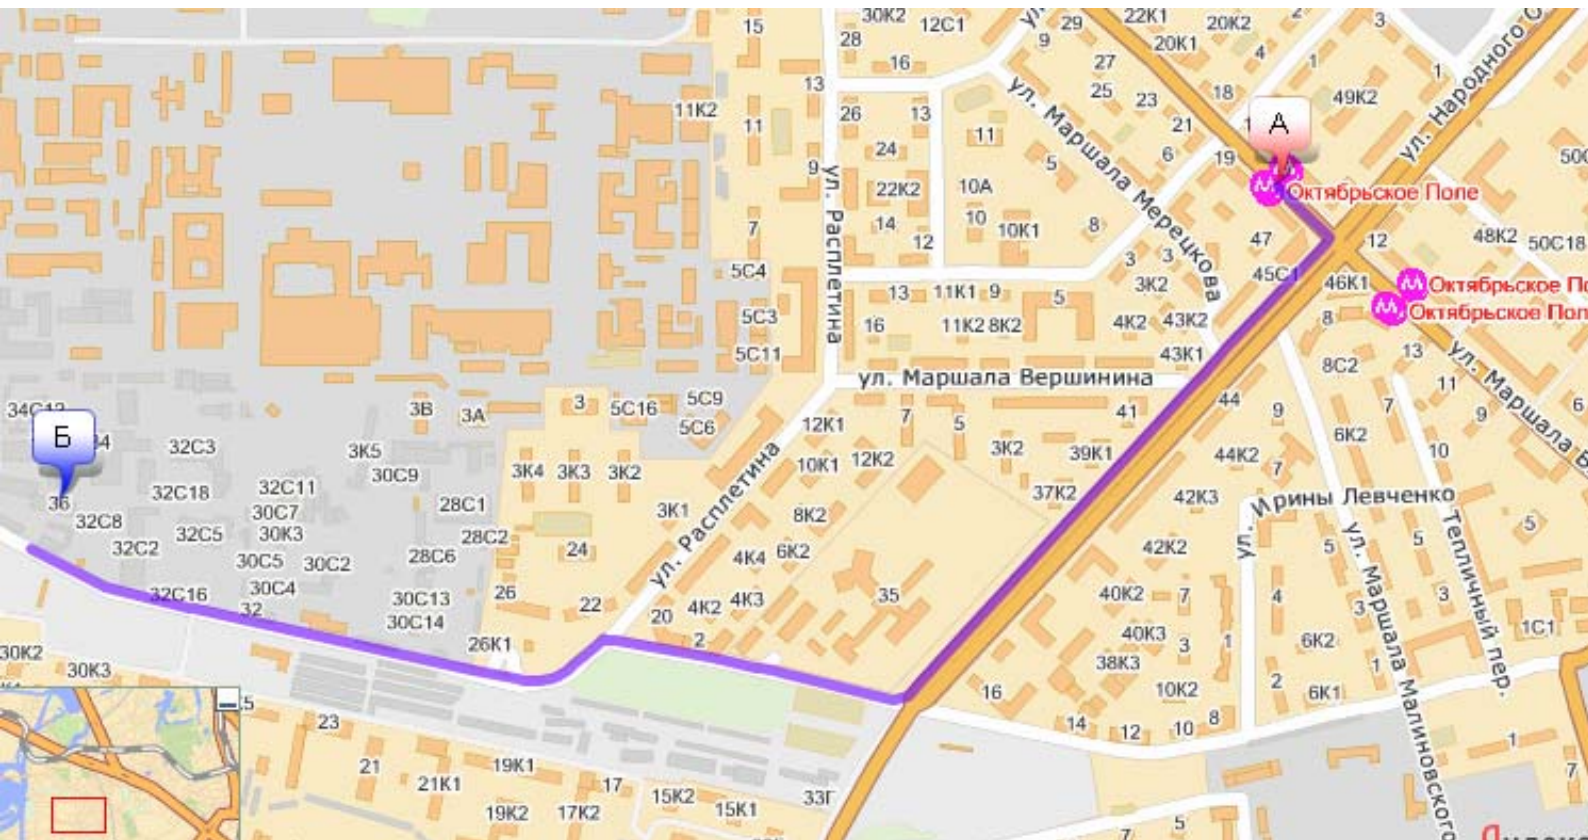 15
30К2
12С1
28
16
29
9
22К1
20К2
20К1
2
3
4
1
1
27
25
23
18
49К2
ул. Народного О
13
11К2
26
13
11
11
ул. Маршала Мерецкова
21
А
24
5
6
19
9
22К2
10А
Октябрьское Поле
14
10
10К1
8
7
12
47
12
48К2
50С18
ул. Расплетина
5С4
3
3
45С1
3К2
46К1
Октябрьское По
13
11К1
9
5
Октябрьское Пол
5С3
16
11К2
8К2
4К2
43К2
8
5С11
43К1
8С2
13
ул. Маршала Вершинина
11
ул. Маршала Б
34С12
3В
3А
3
5С16
5С9
5С6
12К1
7
5
41
44
9
7
9
6
Б
32С3
3К5
30С9
3К4
3К3
3К2
10К1
12К2
3К2
39К1
44К2
7
6К2
10
36
32С18
32С11
30С7
28С1
3К1
ул. Расплетина
8К2
37К2
42К3
ул. Ирины Левченко
32С8
32С5
30К3
28С2
5
32С2
30С5
30С2
28С6
24
4К4
6К2
42К2
5
5
32С16
30С4
32
30С13
30С14
26
22
20
4К2
4К3
35
40К2
7
4
3
3
ул. Маршала Малиновского
Тепличный пер.
26К1
2
40К3
3
1
6К2
1С1
30К2
30К3
38К3
1
16
10К2
2
6К1
23
14
12
10
8
21
19К1
1
21К1
17
15К2
33Г
7
19К2
17К2
15К1
7
5